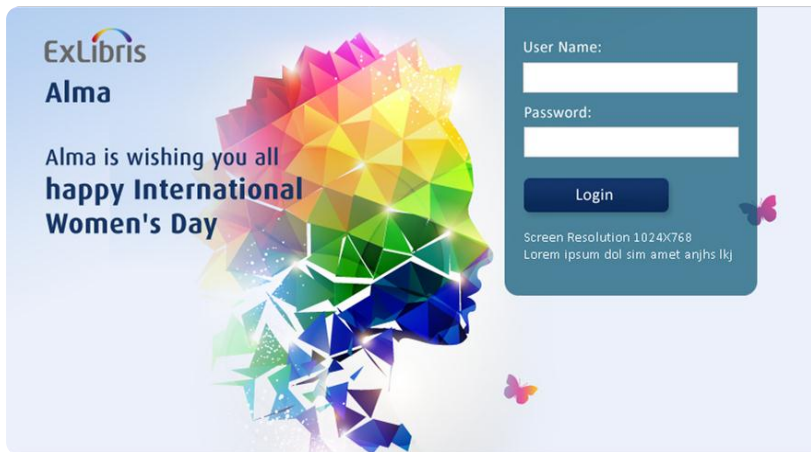 ExLibris
Alma
Alma is wishing you all
happy International
Women's Day
User Name:
Password:
Login
Screen Resolution 1024X768
Lorem ipsum dol sim amet anjhs lkj